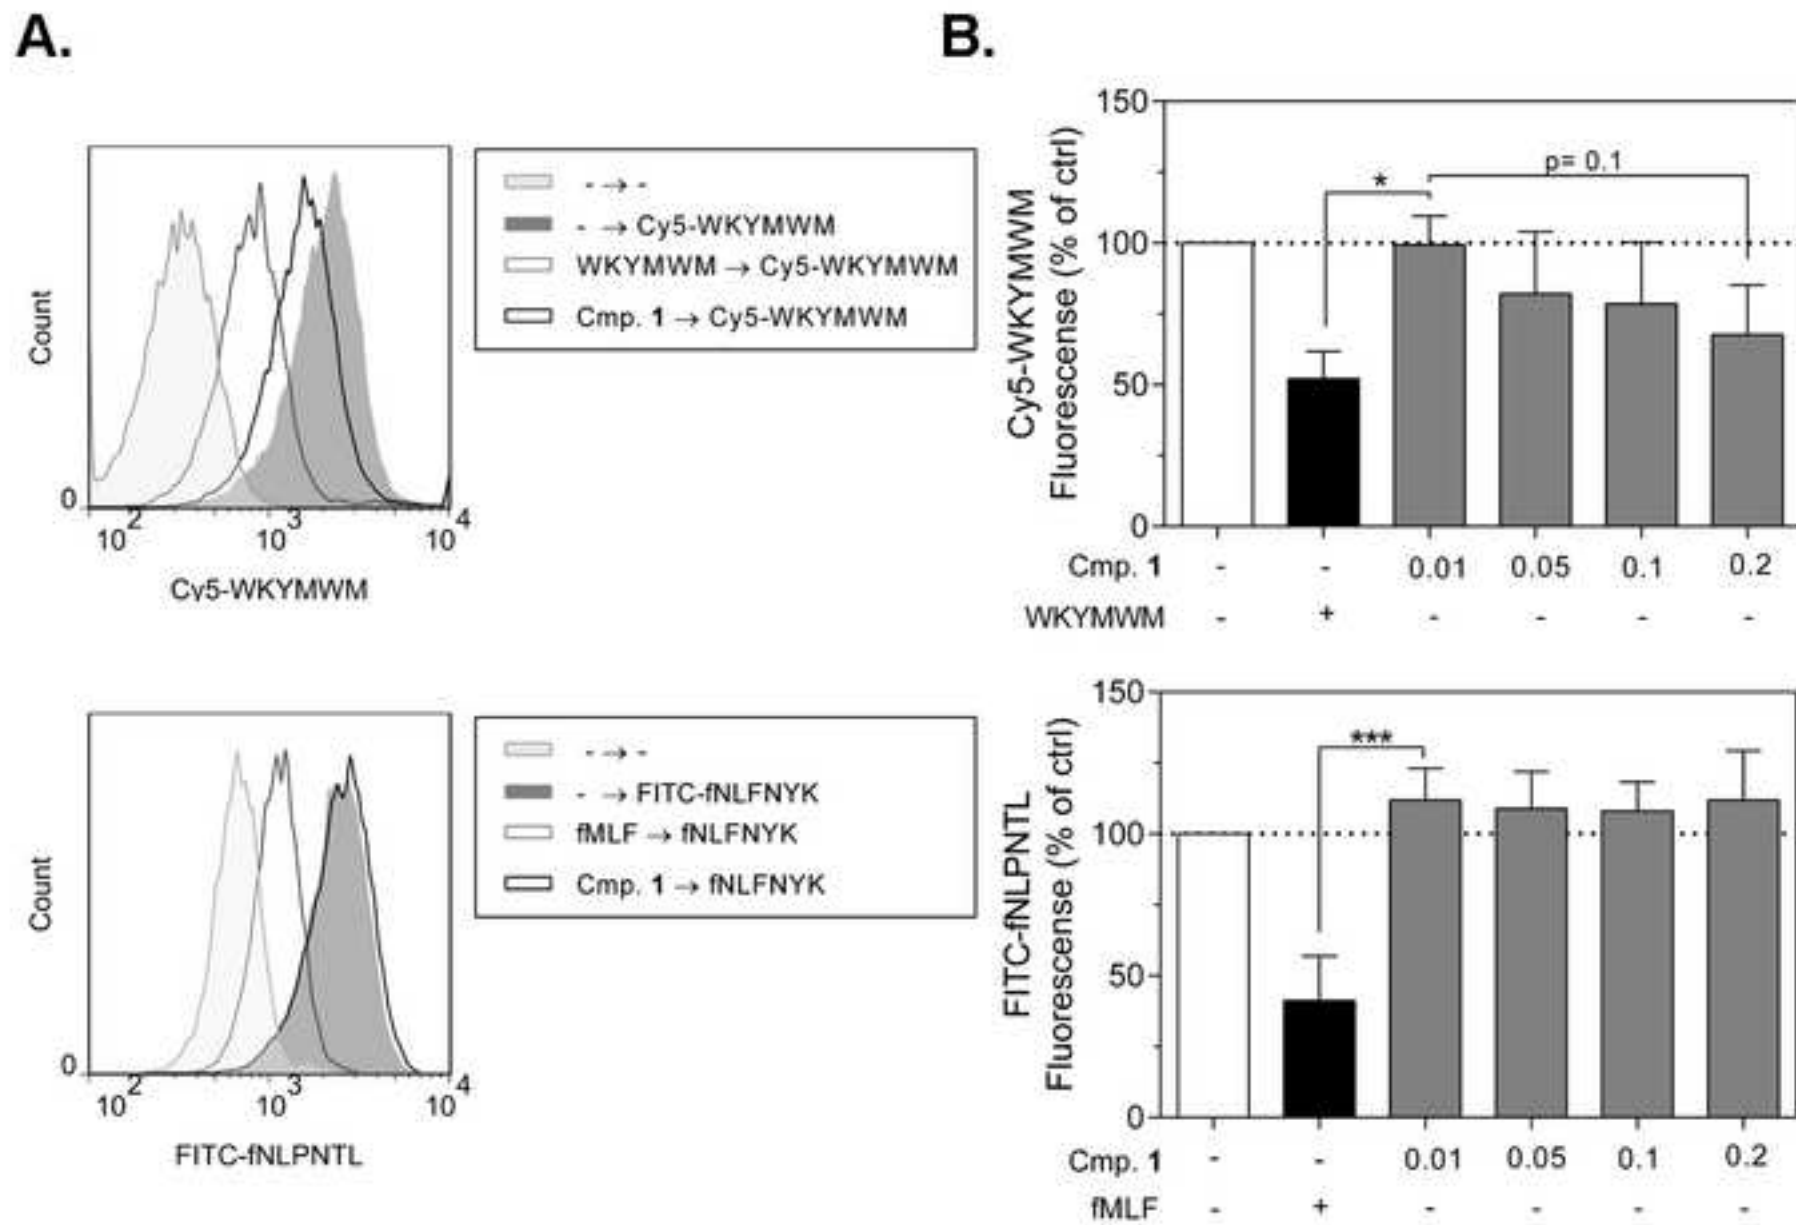 A.
B.
Count
0
10^2
10^3
10^4
Cy5-WKYMWM
- → -
- → Cy5-WKYMWM
WKYMWM → Cy5-WKYMWM
Cmp. 1 → Cy5-WKYMWM
Cy5-WKYMWM
Fluorescense (% of ctrl)
150
100
50
0
*
p= 0.1
Cmp. 1 - - 0.01 0.05 0.1 0.2
WKYMWM - + - - - -
Count
0
10^2
10^3
10^4
FITC-fNLPNTL
- → -
- → FITC-fNLFNYK
fMLF → fNLFNYK
Cmp. 1 → fNLFNYK
FITC-fNLPNTL
Fluorescense (% of ctrl)
150
100
50
0
***
Cmp. 1 - - 0.01 0.05 0.1 0.2
fMLF - + - - - -